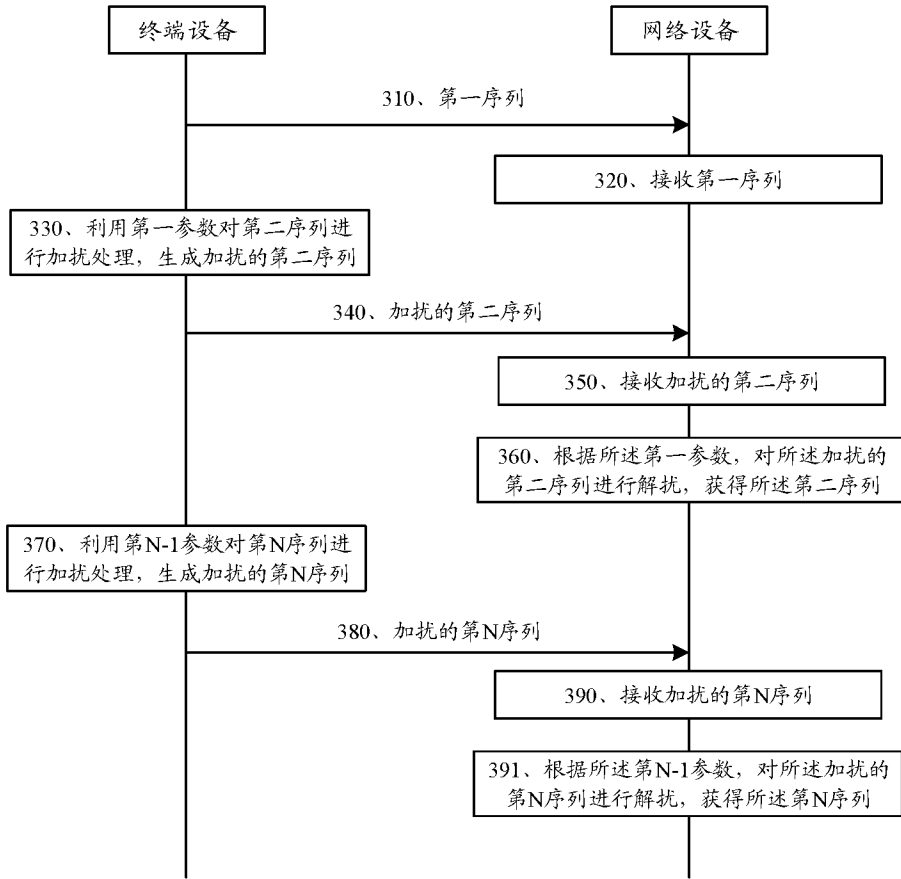 终端设备
网络设备
310、第一序列
320、接收第一序列
330、利用第一参数对第二序列进
行加扰处理，生成加扰的第二序列
340、加扰的第二序列
350、接收加扰的第二序列
360、根据所述第一参数，对所述加扰的
第二序列进行解扰，获得所述第二序列
370、利用第N-1参数对第N序列进
行加扰处理，生成加扰的第N序列
380、加扰的第N序列
390、接收加扰的第N序列
391、根据所述第N-1参数，对所述加扰的
第N序列进行解扰，获得所述第N序列